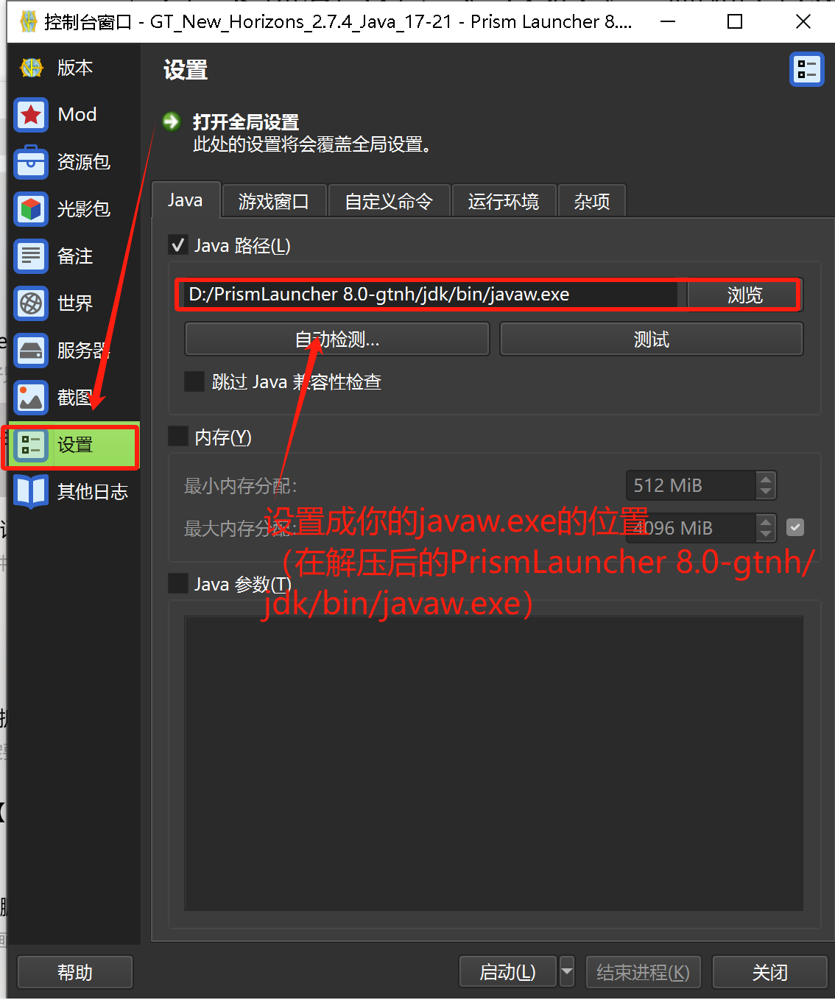 控制台窗口 - GT_New_Horizons_2.7.4_Java_17-21 - Prism Launcher 8....
版本
Mod
资源包
光影包
备注
世界
服务器
截图
设置
其他日志
设置
打开全局设置
此处的设置将会覆盖全局设置。
Java
游戏窗口
自定义命令
运行环境
杂项
Java 路径(L)
D:/PrismLauncher 8.0-gtnh/jdk/bin/javaw.exe
浏览
自动检测...
测试
跳过 Java 兼容性检查
内存(Y)
最小内存分配:
512 MiB
最大内存分配:
4096 MiB
设置成你的javaw.exe的位置
（在解压后的PrismLauncher 8.0-gtnh/
jdk/bin/javaw.exe）
Java 参数(T)
帮助
启动(L)
结束进程(K)
关闭